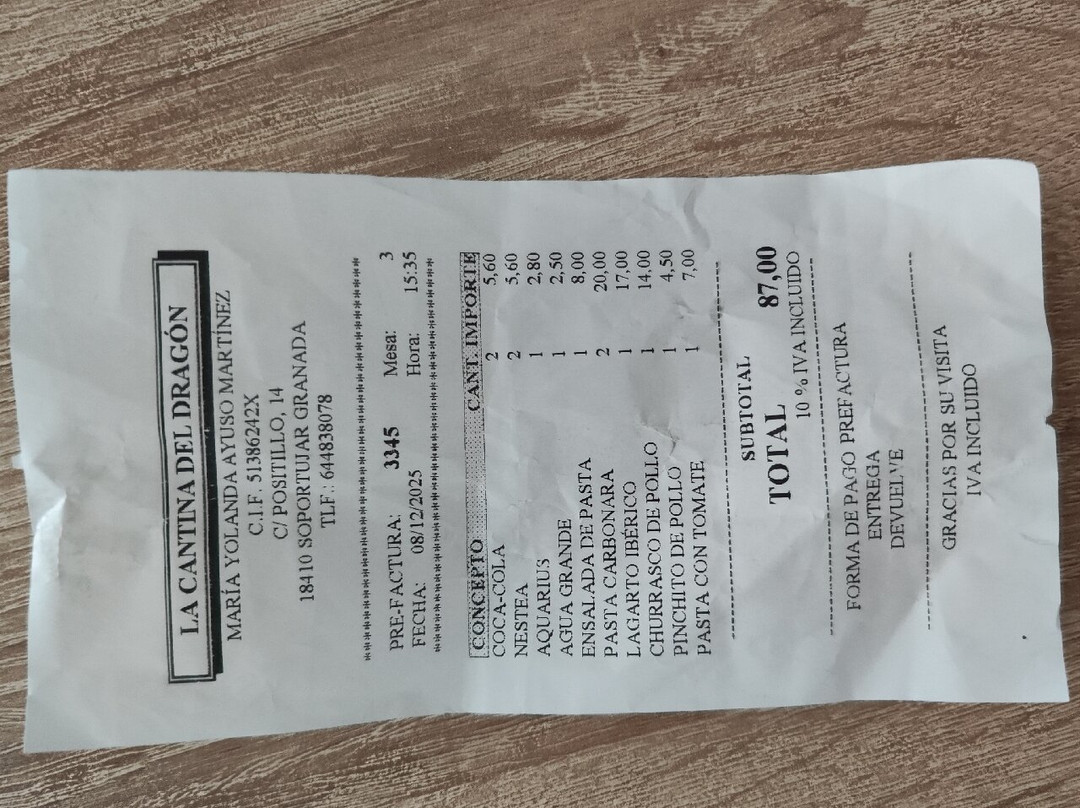 LA CANTINA DEL DRAGÓN
MARÍA YOLANDA AYUSO MARTÍNEZ
C.I.F. 51386242X
C/ POSITILLO, 14
18410 SOPORTUJAR GRANADA
TLF.: 644838078
****************************************
PRE-FACTURA: 3345 Mesa: 3
FECHA: 08/12/2025 Hora: 15:35
****************************************
CONCEPTO CANT. IMPORTE
COCA-COLA 2 5,60
NESTEA 2 5,60
AQUARIUS 1 2,80
AGUA GRANDE 1 2,50
ENSALADA DE PASTA 1 8,00
PASTA CARBONARA 2 20,00
LAGARTO IBÉRICO 1 17,00
CHURRASCO DE POLLO 1 14,00
PINCHITO DE POLLO 1 4,50
PASTA CON TOMATE 1 7,00
SUBTOTAL
TOTAL 87,00
10 % IVA INCLUIDO
FORMA DE PAGO PREFACTURA
ENTREGA
DEVUELVE
GRACIAS POR SU VISITA
IVA INCLUIDO